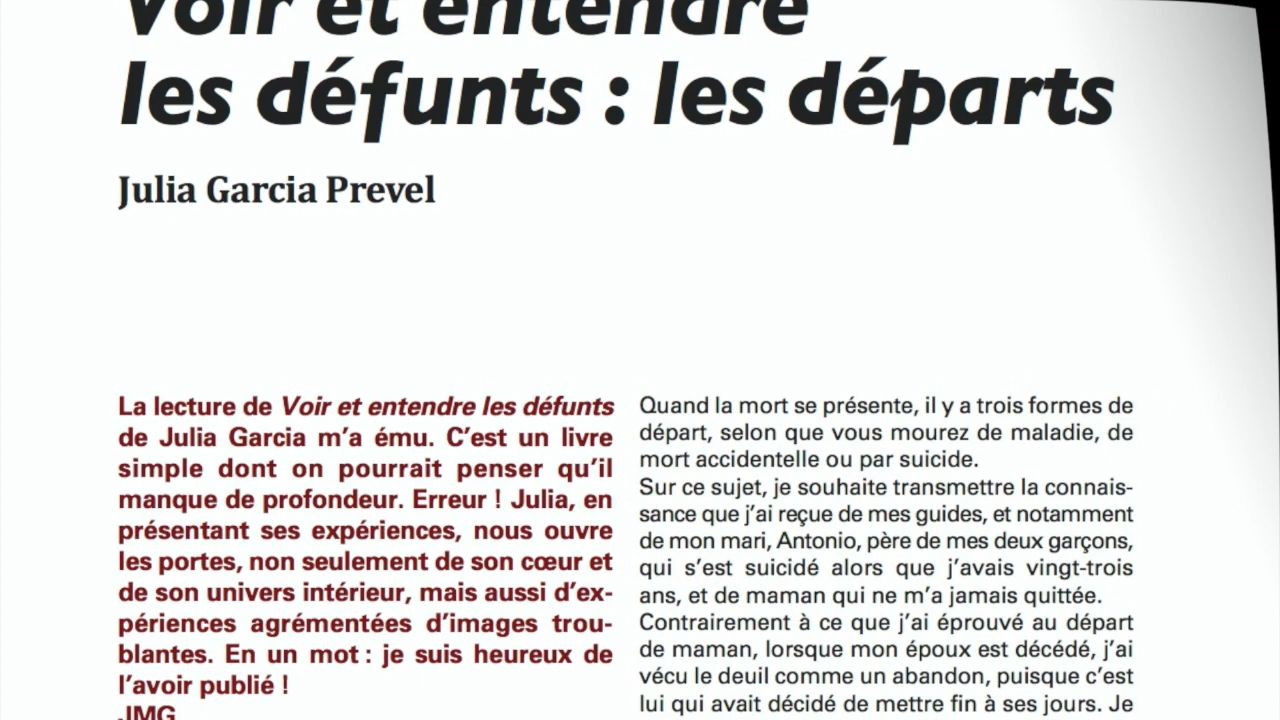 Voir et entendre
les défunts : les départs
Julia Garcia Prevel
La lecture de Voir et entendre les défunts
de Julia Garcia m'a ému. C'est un livre
simple dont on pourrait penser qu'il
manque de profondeur. Erreur ! Julia, en
présentant ses expériences, nous ouvre
les portes, non seulement de son cœur et
de son univers intérieur, mais aussi d'ex-
périences agrémentées d'images trou-
blantes. En un mot : je suis heureux de
l'avoir publié !
JMG
Quand la mort se présente, il y a trois formes de
départ, selon que vous mourez de maladie, de
mort accidentelle ou par suicide.
Sur ce sujet, je souhaite transmettre la connais-
sance que j'ai reçue de mes guides, et notamment
de mon mari, Antonio, père de mes deux garçons,
qui s'est suicidé alors que j'avais vingt-trois
ans, et de maman qui ne m'a jamais quittée.
Contrairement à ce que j'ai éprouvé au départ
de maman, lorsque mon époux est décédé, j'ai
vécu le deuil comme un abandon, puisque c'est
lui qui avait décidé de mettre fin à ses jours. Je